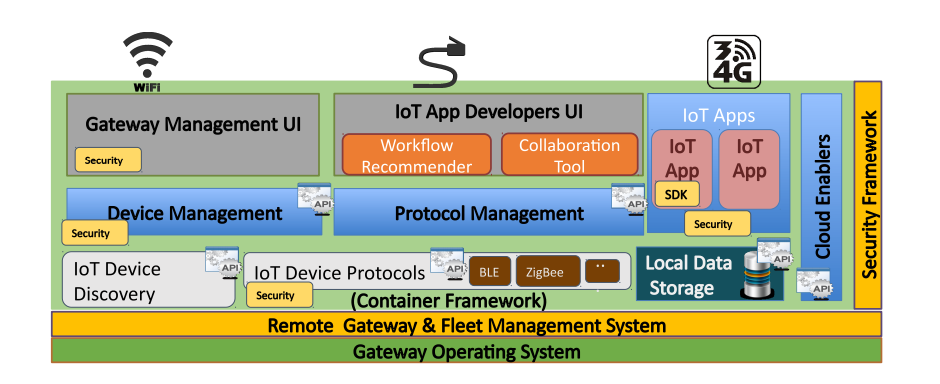 WiFi
3
4G
Gateway Management UI
Security
IoT App Developers UI
Workflow
Recommender
Collaboration
Tool
IoT Apps
IoT
App
SDK
IoT
App
Security
Cloud Enablers
API
Security Framework
Device Management
API
Security
Protocol Management
API
IoT Device
Discovery
API
IoT Device Protocols
API
Security
BLE
ZigBee
..
Local Data
Storage
API
(Container Framework)
Remote Gateway & Fleet Management System
Gateway Operating System